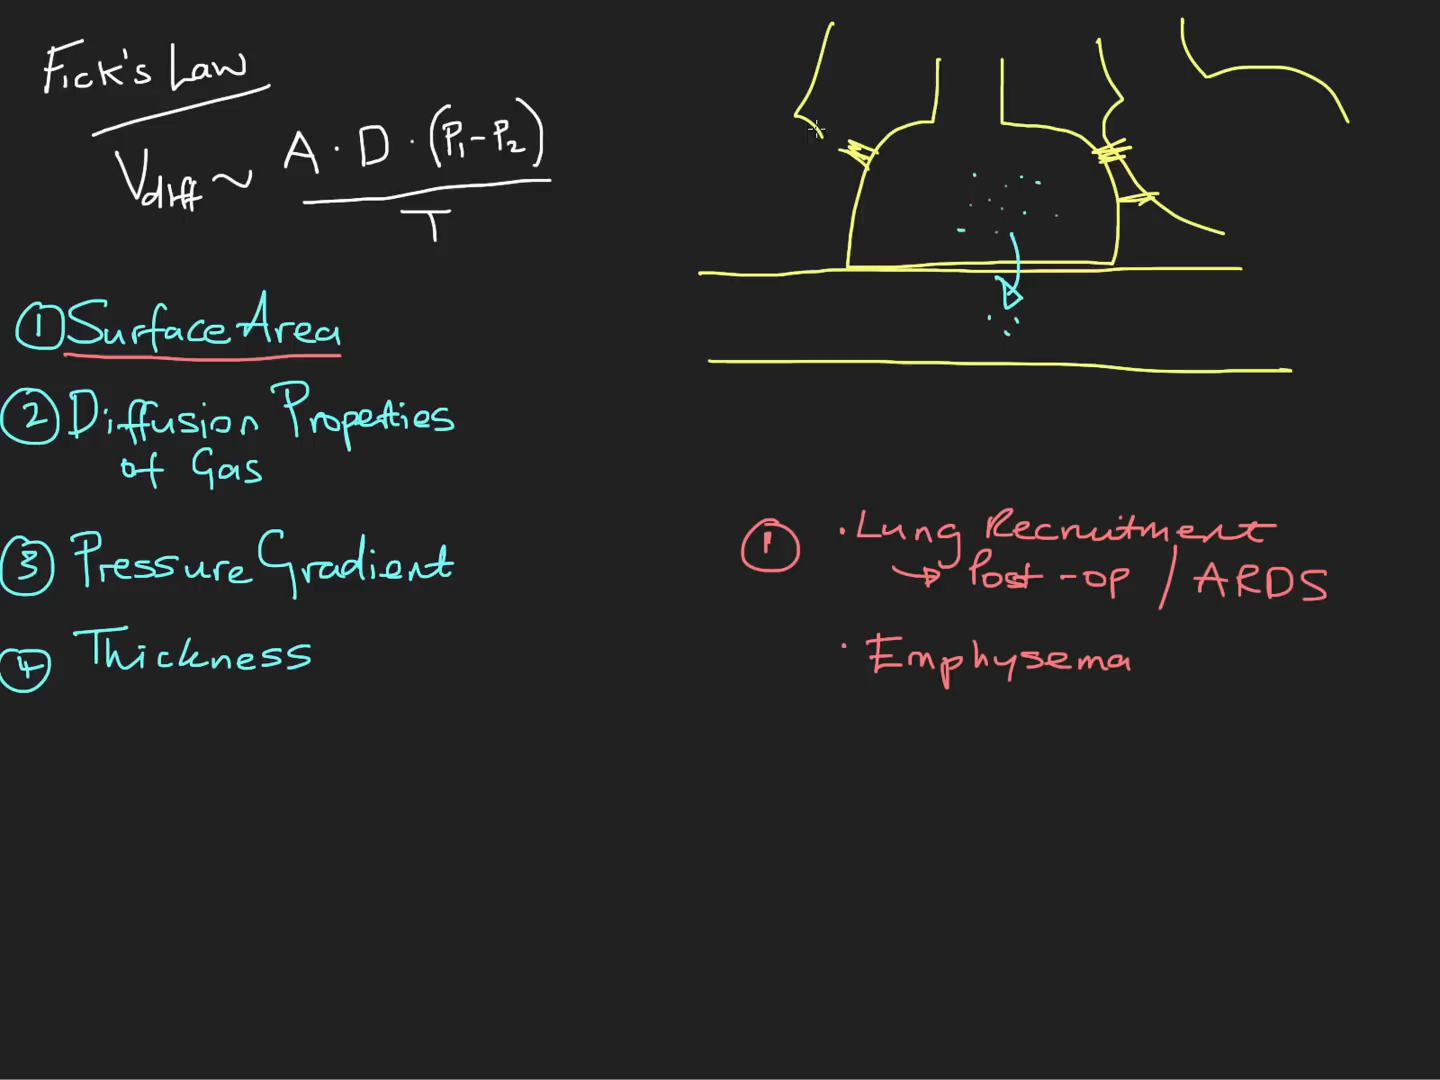 Fick's Law
Vdiff ~ A · D · (P₁ - P₂)
T
① Surface Area
② Diffusion Properties
of Gas
③ Pressure Gradient
④ Thickness
① · Lung Recruitment
→ Post-op / ARDS
· Emphysema